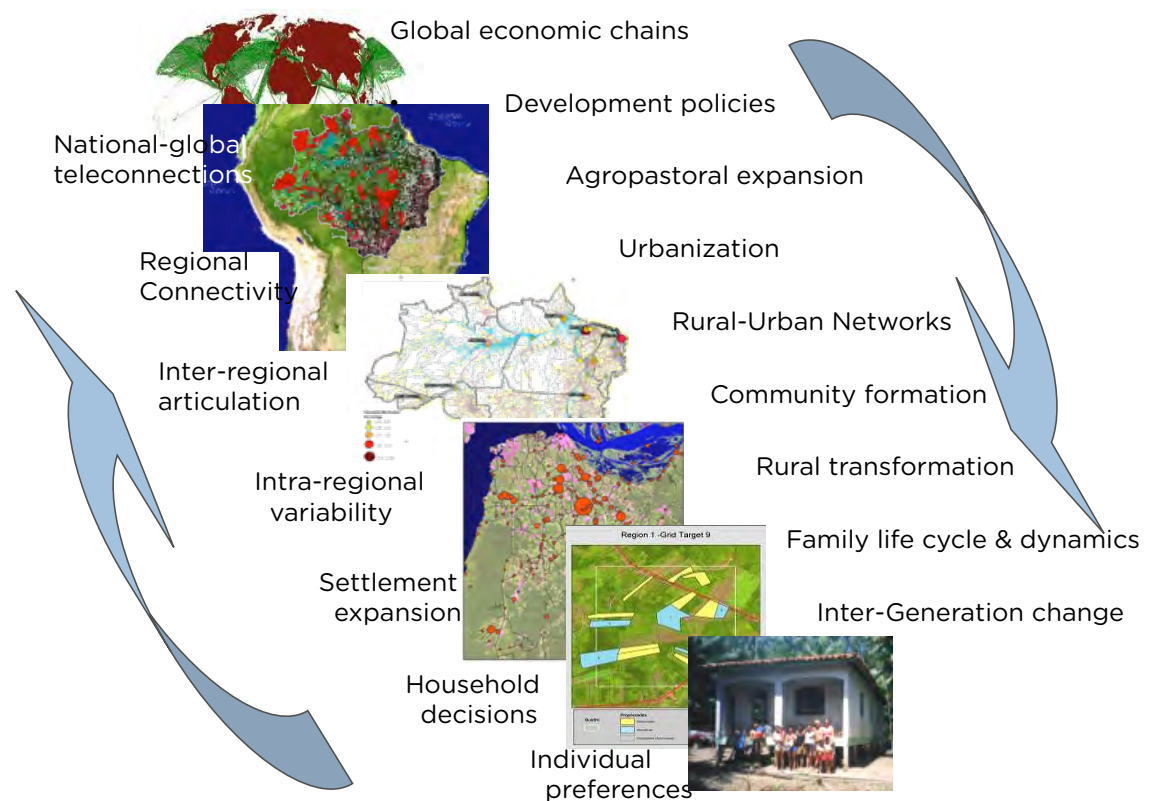 Global economic chains
Development policies
National-global
teleconnections
Agropastoral expansion
Urbanization
Regional
Connectivity
Rural-Urban Networks
Inter-regional
articulation
Community formation
Rural transformation
Intra-regional
variability
Region 1 -Grid Target 9
Family life cycle & dynamics
Settlement
expansion
Inter-Generation change
Household
decisions
Individual
preferences